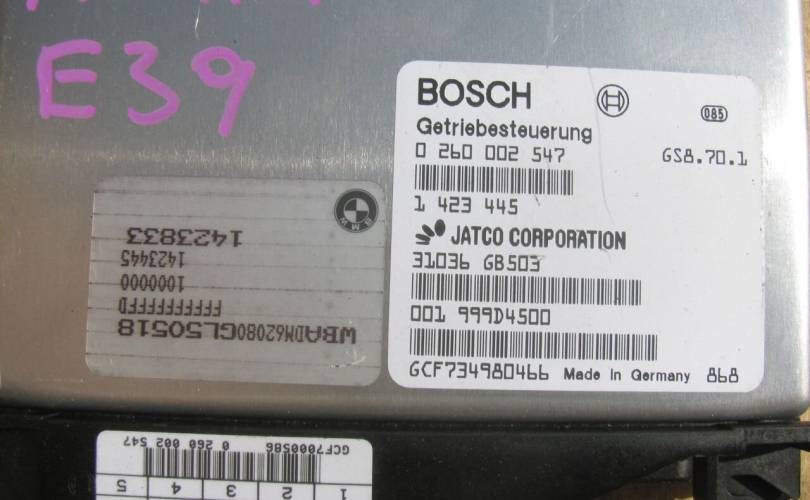 E39
BOSCH
085
Getriebesteuerung
0 260 002 547 GS8.70.1
1 423 445
JATCO CORPORATION
31036 GB503
001 999D4500
GCF734980466 Made in Germany 868
BMW
WBADM62080GL50518
FFFFFFFFFFFD
1000000
1423445
1423833
1 2 3 4 5
GCF7000586 0 260 002 547